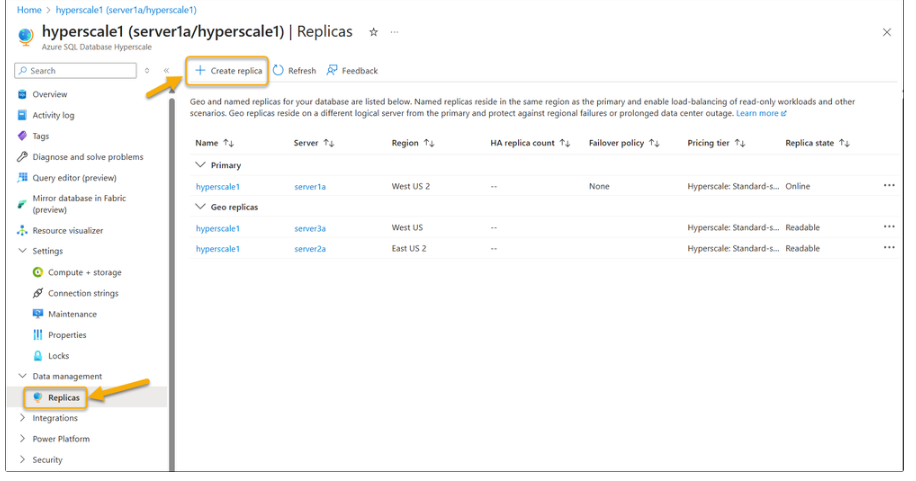 Home > hyperscale1 (server1a/hyperscale1)
hyperscale1 (server1a/hyperscale1) | Replicas
Azure SQL Database Hyperscale
Search
Create replica Refresh Feedback
Overview
Activity log
Tags
Diagnose and solve problems
Query editor (preview)
Mirror database in Fabric
(preview)
Resource visualizer
Settings
Compute + storage
Connection strings
Maintenance
Properties
Locks
Data management
Replicas
Integrations
Power Platform
Security
Geo and named replicas for your database are listed below. Named replicas reside in the same region as the primary and enable load-balancing of read-only workloads and other
scenarios. Geo replicas reside on a different logical server from the primary and protect against regional failures or prolonged data center outage. Learn more
Name Server Region HA replica count Failover policy Pricing tier Replica state
Primary
hyperscale1 server1a West US 2 -- None Hyperscale: Standard-s... Online
Geo replicas
hyperscale1 server3a West US -- Hyperscale: Standard-s... Readable
hyperscale1 server2a East US 2 -- Hyperscale: Standard-s... Readable